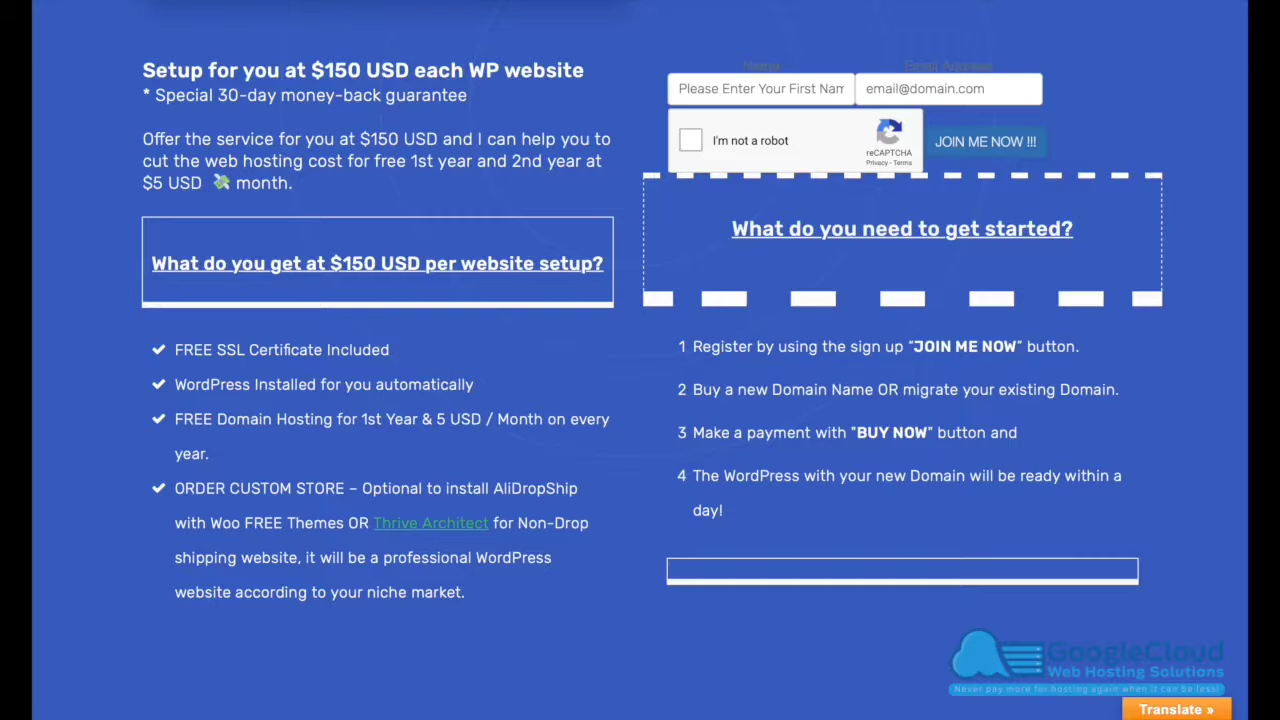 Setup for you at $150 USD each WP website
* Special 30-day money-back guarantee
Offer the service for you at $150 USD and I can help you to
cut the web hosting cost for free 1st year and 2nd year at
$5 USD 💸 month.
What do you get at $150 USD per website setup?
FREE SSL Certificate Included
WordPress Installed for you automatically
FREE Domain Hosting for 1st Year & 5 USD / Month on every
year.
ORDER CUSTOM STORE – Optional to install AliDropShip
with Woo FREE Themes OR Thrive Architect for Non-Drop
shipping website, it will be a professional WordPress
website according to your niche market.
Name
Email Address
Please Enter Your First Nam
email@domain.com
I'm not a robot
reCAPTCHA
Privacy - Terms
JOIN ME NOW !!!
What do you need to get started?
1 Register by using the sign up "JOIN ME NOW" button.
2 Buy a new Domain Name OR migrate your existing Domain.
3 Make a payment with "BUY NOW" button and
4 The WordPress with your new Domain will be ready within a
day!
GoogleCloud
Web Hosting Solutions
Never pay more for hosting again when it can be less!
Translate »